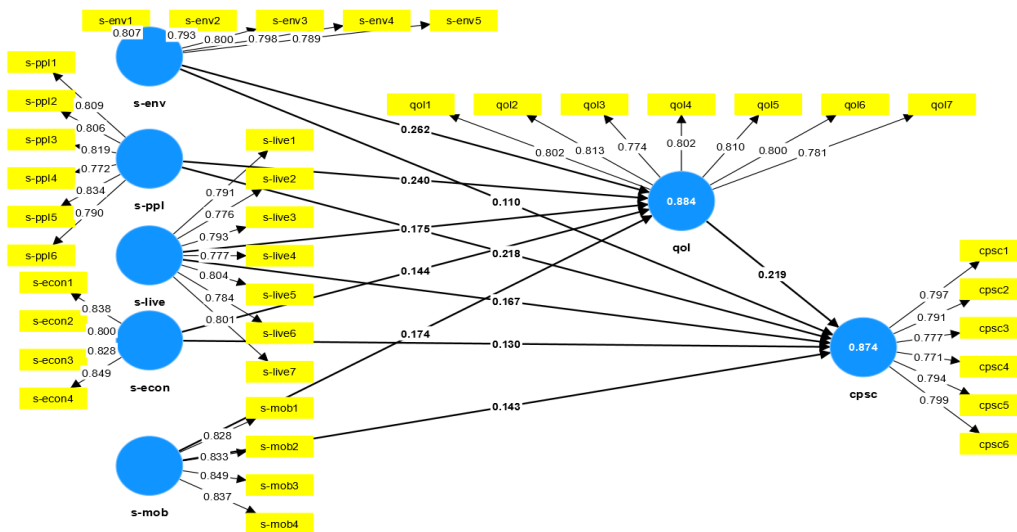 s-env1
s-env2
s-env3
s-env4
s-env5
0.807
0.793
0.800
0.798
0.789
s-env
s-ppl1
s-ppl2
s-ppl3
s-ppl4
s-ppl5
s-ppl6
0.809
0.806
0.819
0.772
0.834
0.790
s-ppl
s-live1
s-live2
s-live3
s-live4
s-live5
s-live6
s-live7
0.791
0.776
0.793
0.777
0.804
0.784
0.801
s-live
s-econ1
s-econ2
s-econ3
s-econ4
0.838
0.800
0.828
0.849
s-econ
s-mob1
s-mob2
s-mob3
s-mob4
0.828
0.833
0.849
0.837
s-mob
0.262
0.110
0.240
0.218
0.175
0.167
0.144
0.130
0.174
0.143
qol1
qol2
qol3
qol4
qol5
qol6
qol7
0.802
0.813
0.774
0.802
0.810
0.800
0.781
0.884
qol
0.219
0.874
cpsc
cpsc1
cpsc2
cpsc3
cpsc4
cpsc5
cpsc6
0.797
0.791
0.777
0.771
0.794
0.799